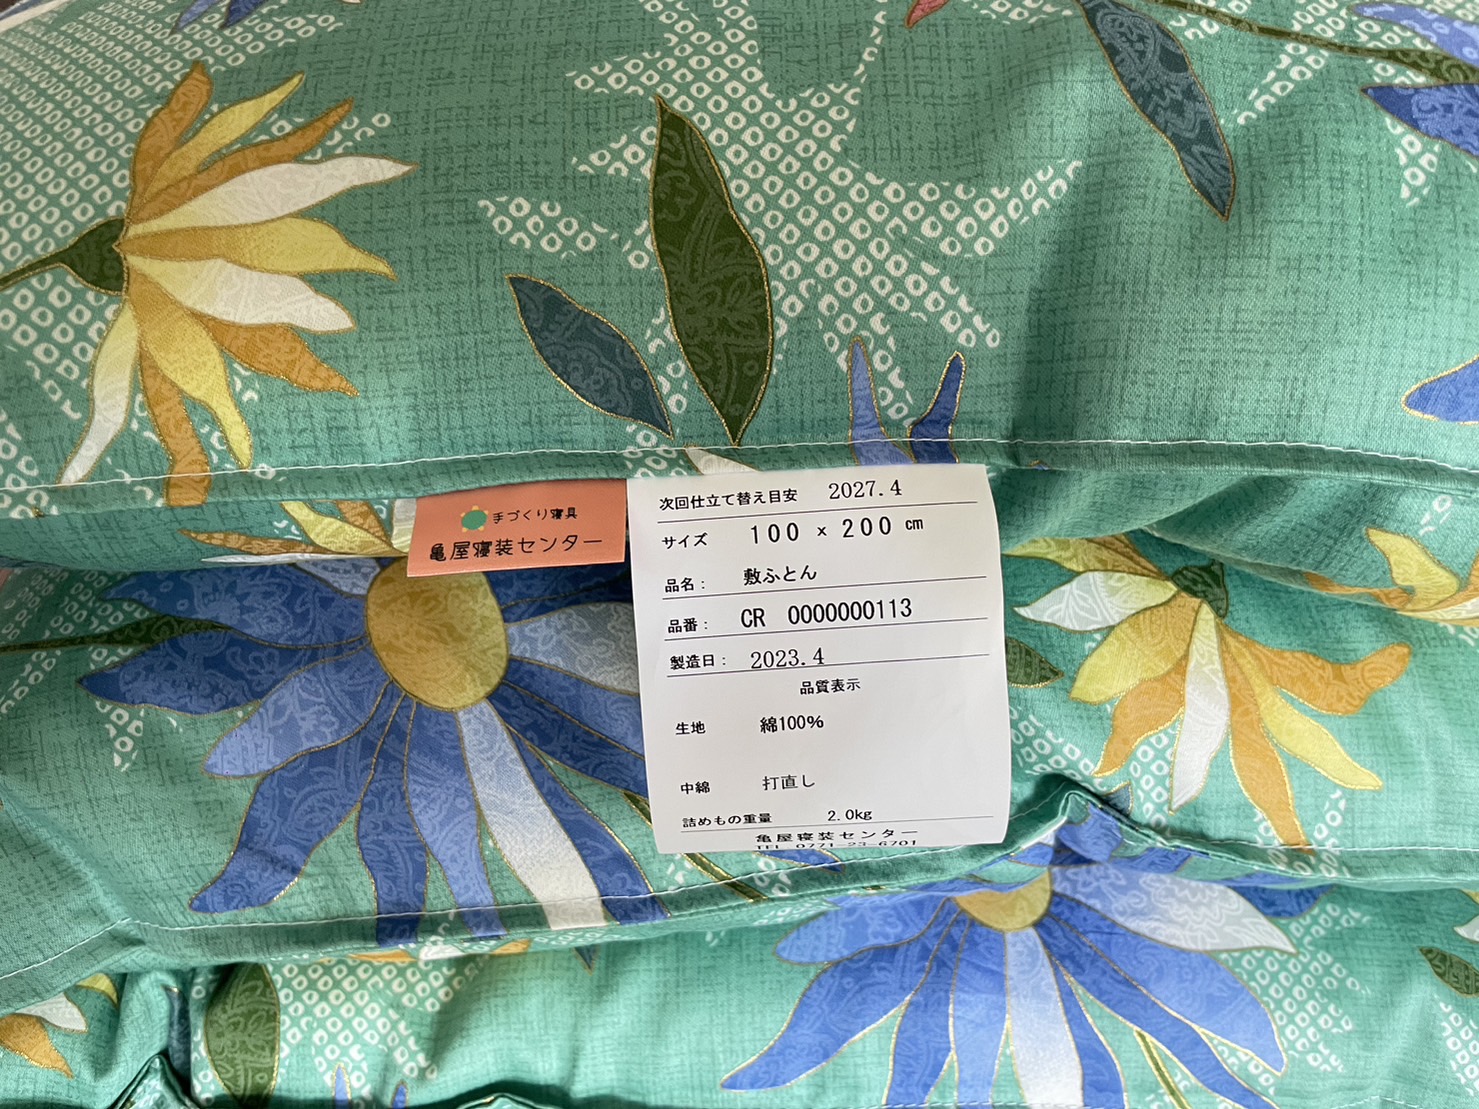 手づくり寝具
亀屋寝装センター
次回仕立て替え目安 2027.4
サイズ 100 x 200 cm
品名: 敷ふとん
品番: CR 0000000113
製造日: 2023.4
品質表示
生地 綿100%
中綿 打直し
詰めもの重量 2.0kg
亀屋寝装センター
TEL 0771-23-6701